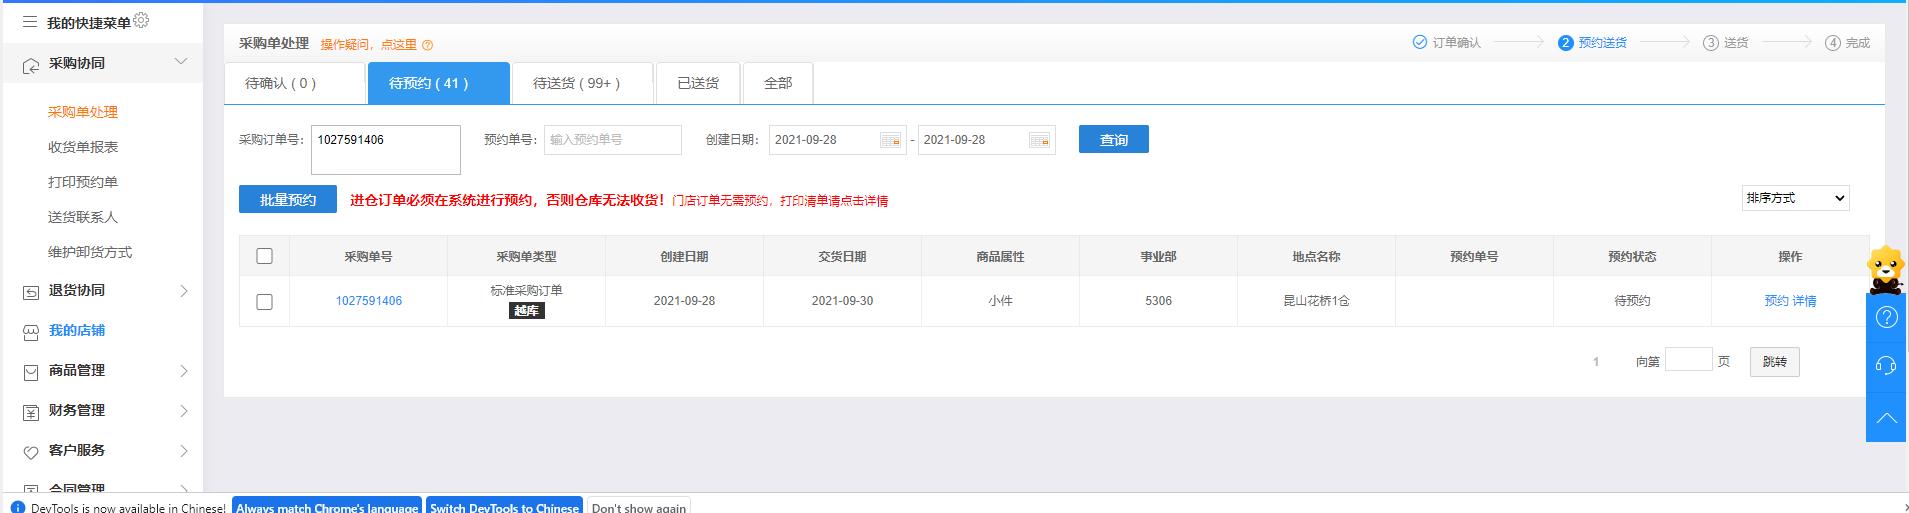 我的快捷菜单
采购协同
采购单处理
收货单报表
打印预约单
送货联系人
维护卸货方式
退货协同
我的店铺
商品管理
财务管理
客户服务
合同管理
采购单处理 操作疑问，点这里
订单确认 2 预约送货 3 送货 4 完成
待确认 ( 0 ) 待预约 ( 41 ) 待送货 ( 99+ ) 已送货 全部
采购订单号: 1027591406 预约单号: 输入预约单号 创建日期: 2021-09-28 - 2021-09-28 查询
批量预约 进仓订单必须在系统进行预约，否则仓库无法收货！门店订单无需预约，打印清单请点击详情 排序方式
采购单号 采购单类型 创建日期 交货日期 商品属性 事业部 地点名称 预约单号 预约状态 操作
1027591406 标准采购订单 越库 2021-09-28 2021-09-30 小件 5306 昆山花桥1仓 待预约 预约 详情
1 向第 页 跳转
DevTools is now available in Chinese! Always match Chrome's language Switch DevTools to Chinese Don't show again